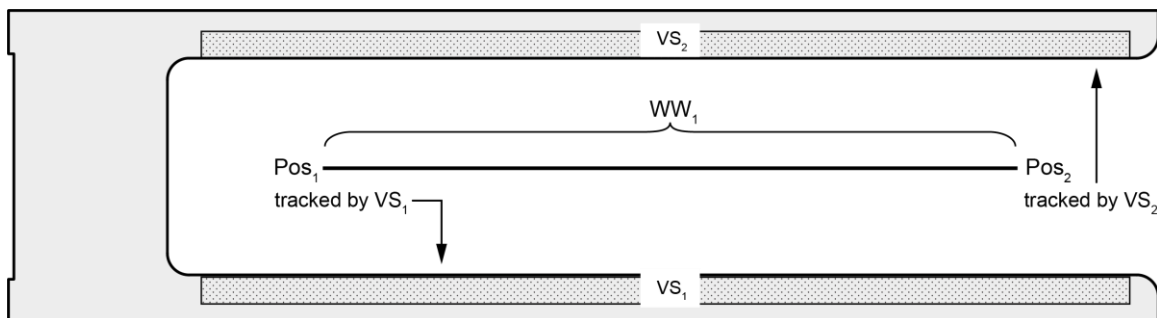 VS₂
WW₁
Pos₁
Pos₂
tracked by VS₁
tracked by VS₂
VS₁